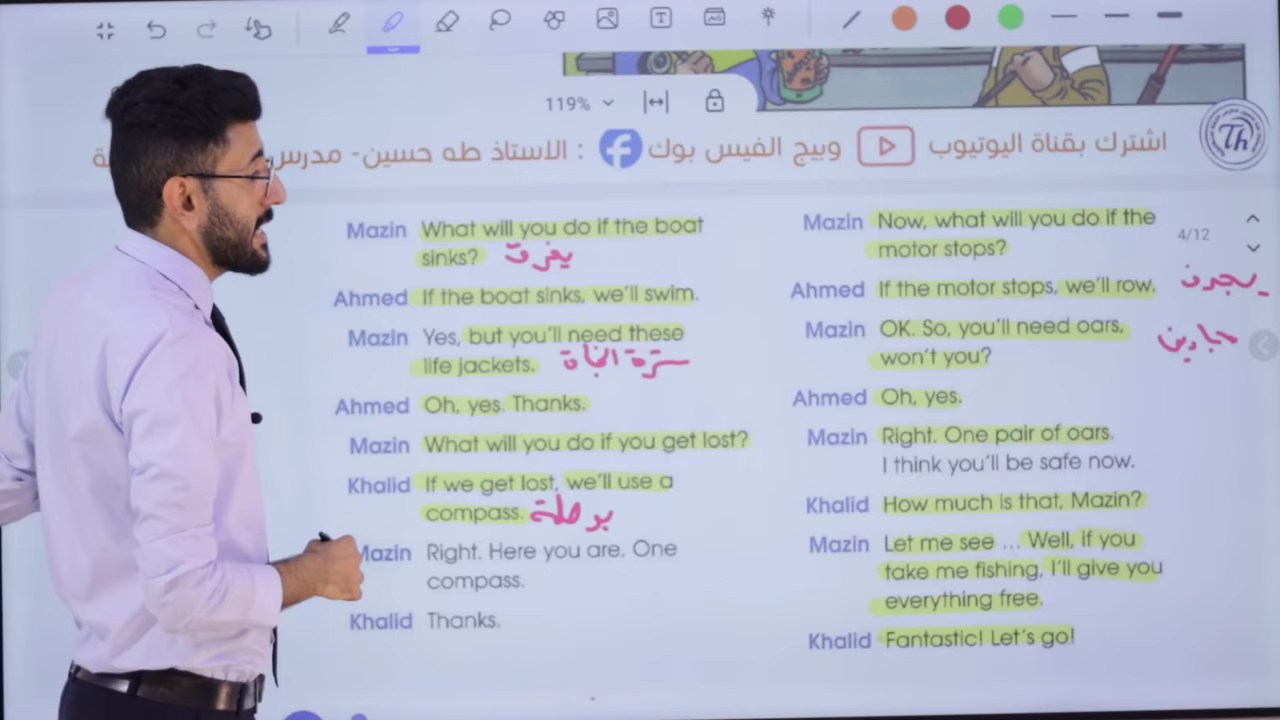 119%
اشترك بقناة اليوتيوب وبيج الفيس بوك : الاستاذ طه حسين- مدرس
Th
4/12
Mazin What will you do if the boat
sinks? يغرق
Ahmed If the boat sinks, we'll swim.
Mazin Yes, but you'll need these
life jackets. سترة النجاة
Ahmed Oh, yes. Thanks.
Mazin What will you do if you get lost?
Khalid If we get lost, we'll use a
compass. بوصلة
Mazin Right. Here you are. One
compass.
Khalid Thanks.
Mazin Now, what will you do if the
motor stops?
Ahmed If the motor stops, we'll row. يجدف
Mazin OK. So, you'll need oars, مجاديف
won't you?
Ahmed Oh, yes.
Mazin Right. One pair of oars.
I think you'll be safe now.
Khalid How much is that, Mazin?
Mazin Let me see ... Well, if you
take me fishing, I'll give you
everything free.
Khalid Fantastic! Let's go!